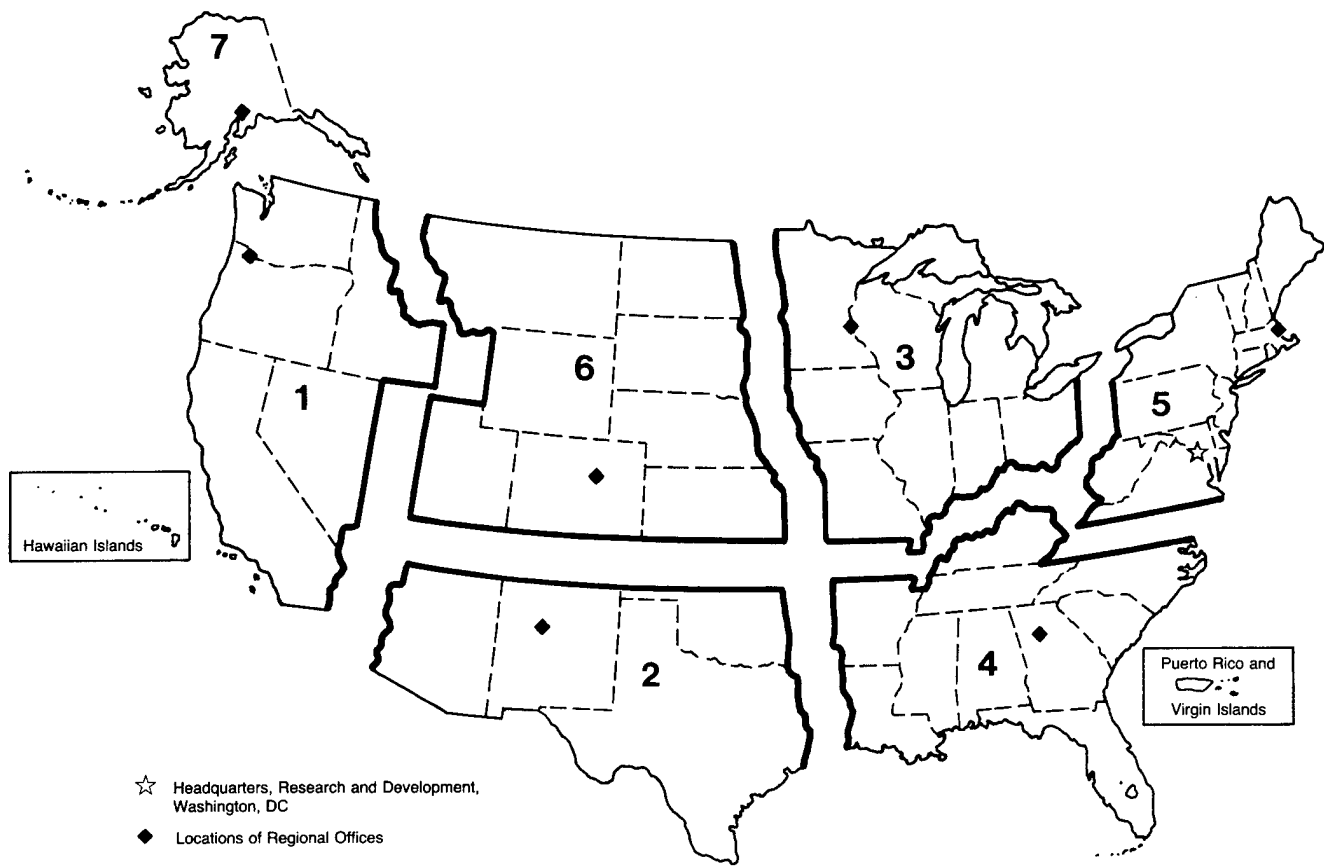 7
6
3
1
5
Hawaiian Islands
2
4
Puerto Rico and
Virgin Islands
Headquarters, Research and Development,
Washington, DC
Locations of Regional Offices